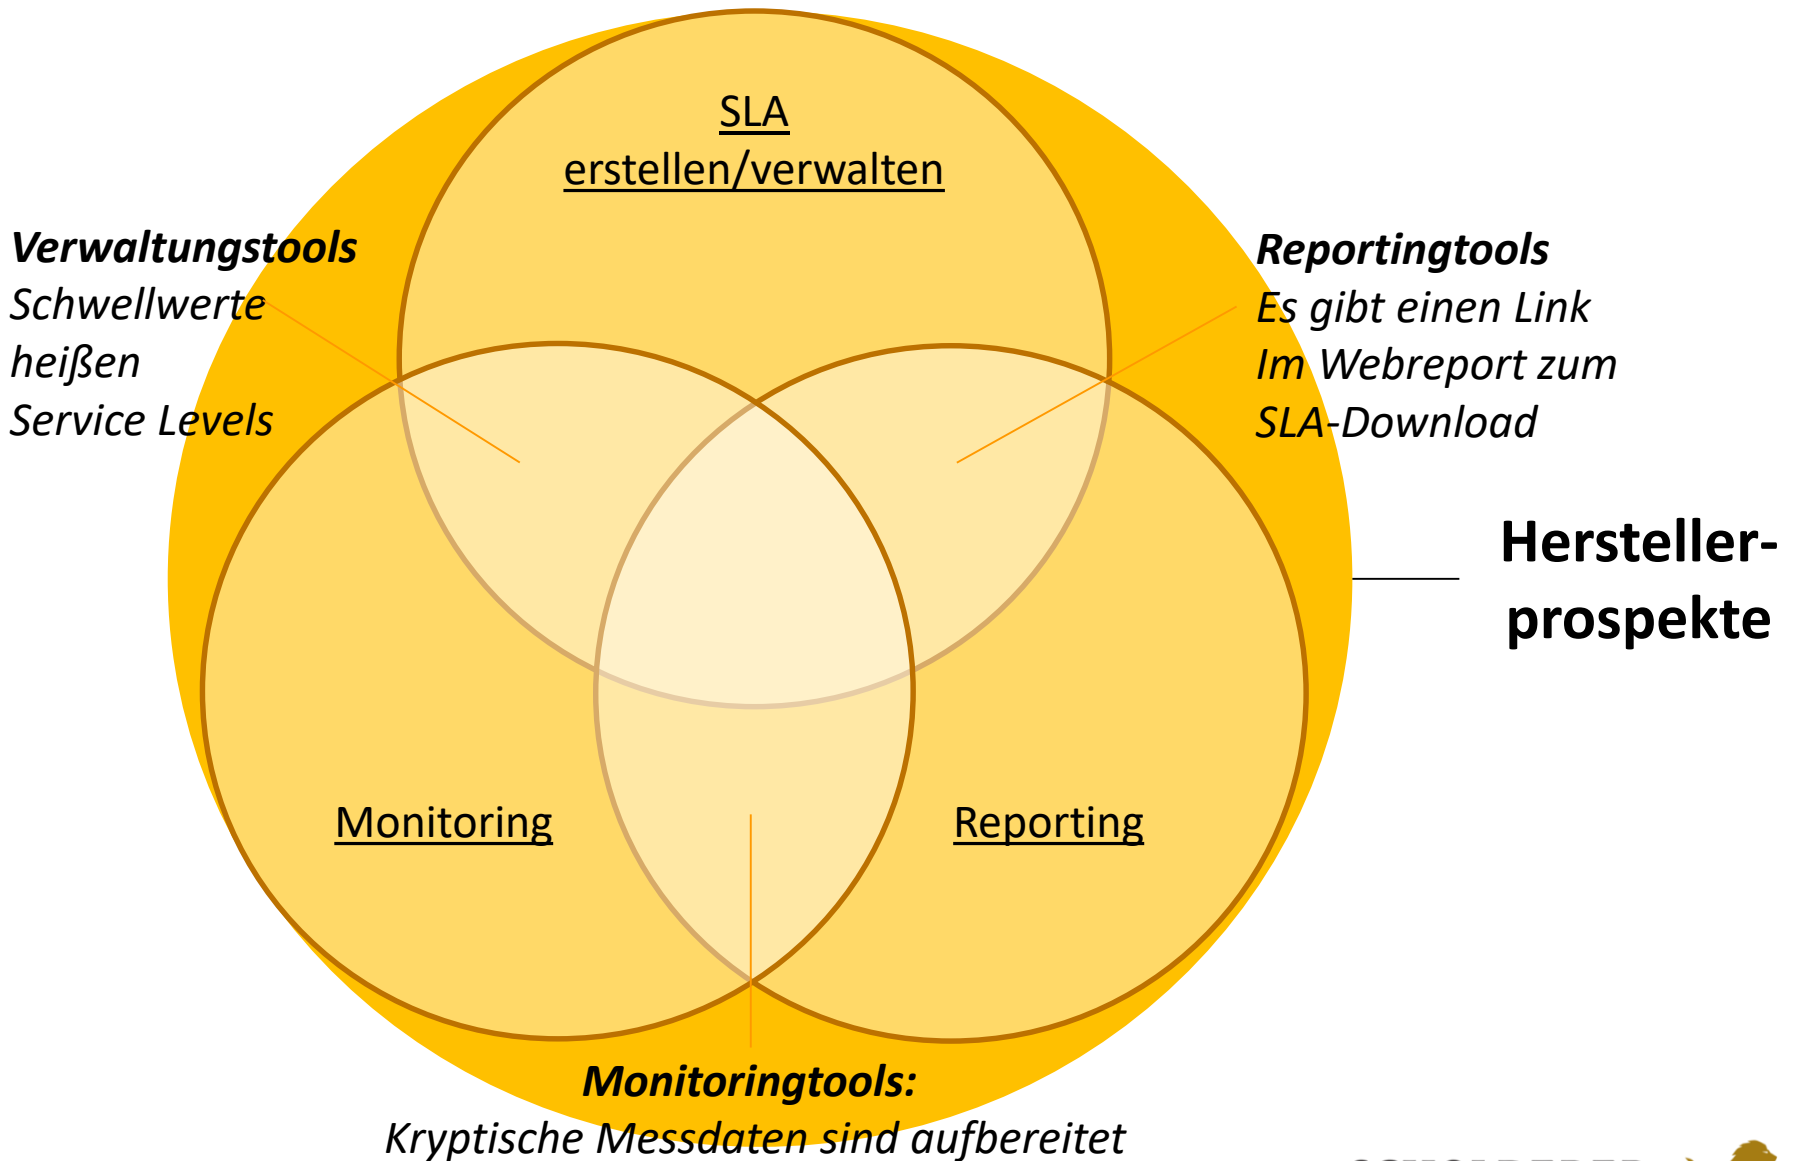 SLA
erstellen/verwalten
Verwaltungstools
Schwellwerte
heißen
Service Levels
Reportingtools
Es gibt einen Link
Im Webreport zum
SLA-Download
Hersteller-
prospekte
Monitoring
Reporting
Monitoringtools:
Kryptische Messdaten sind aufbereitet